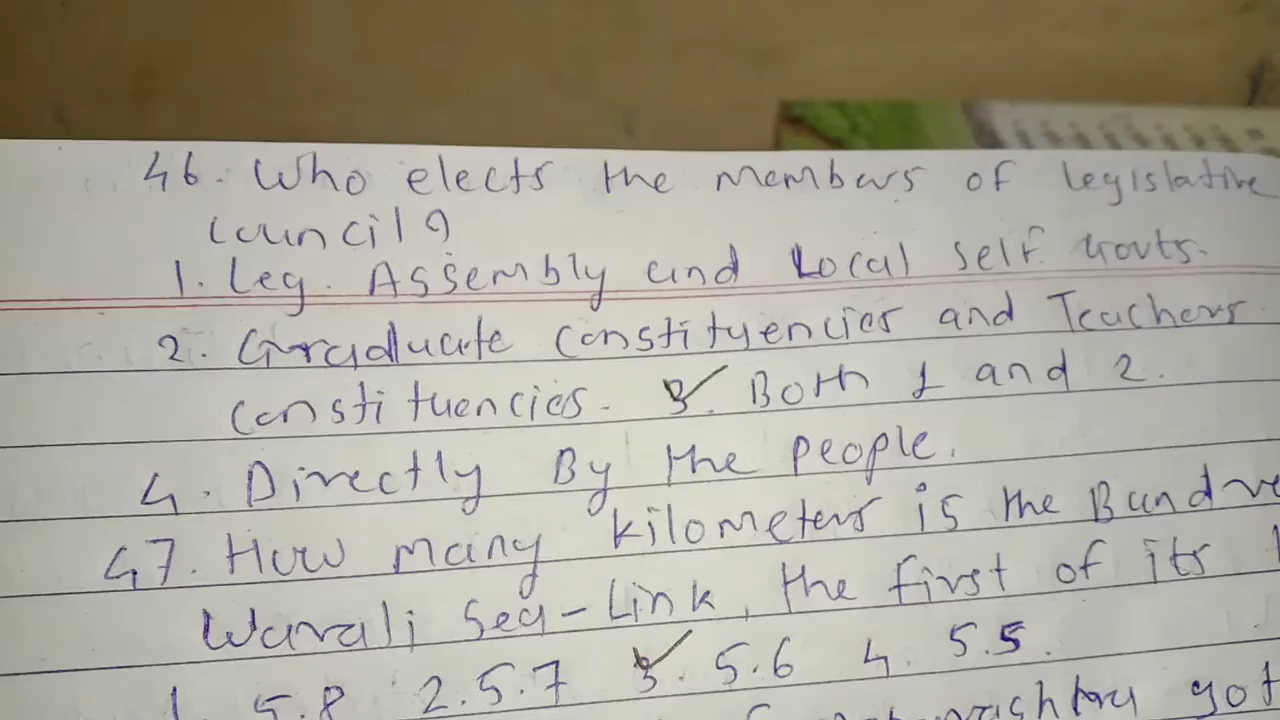 46. Who elects the members of legislative
council?
1. Leg. Assembly and Local Self Govts.
2. Graduate constituencies and Teachers
constituencies. 3. Both 1 and 2.
4. Directly By the people.
47. How many kilometers is the Bandra
Warali Sea-Link, the first of its
1. 5.8 2. 5.7 3. 5.6 4. 5.5.
got